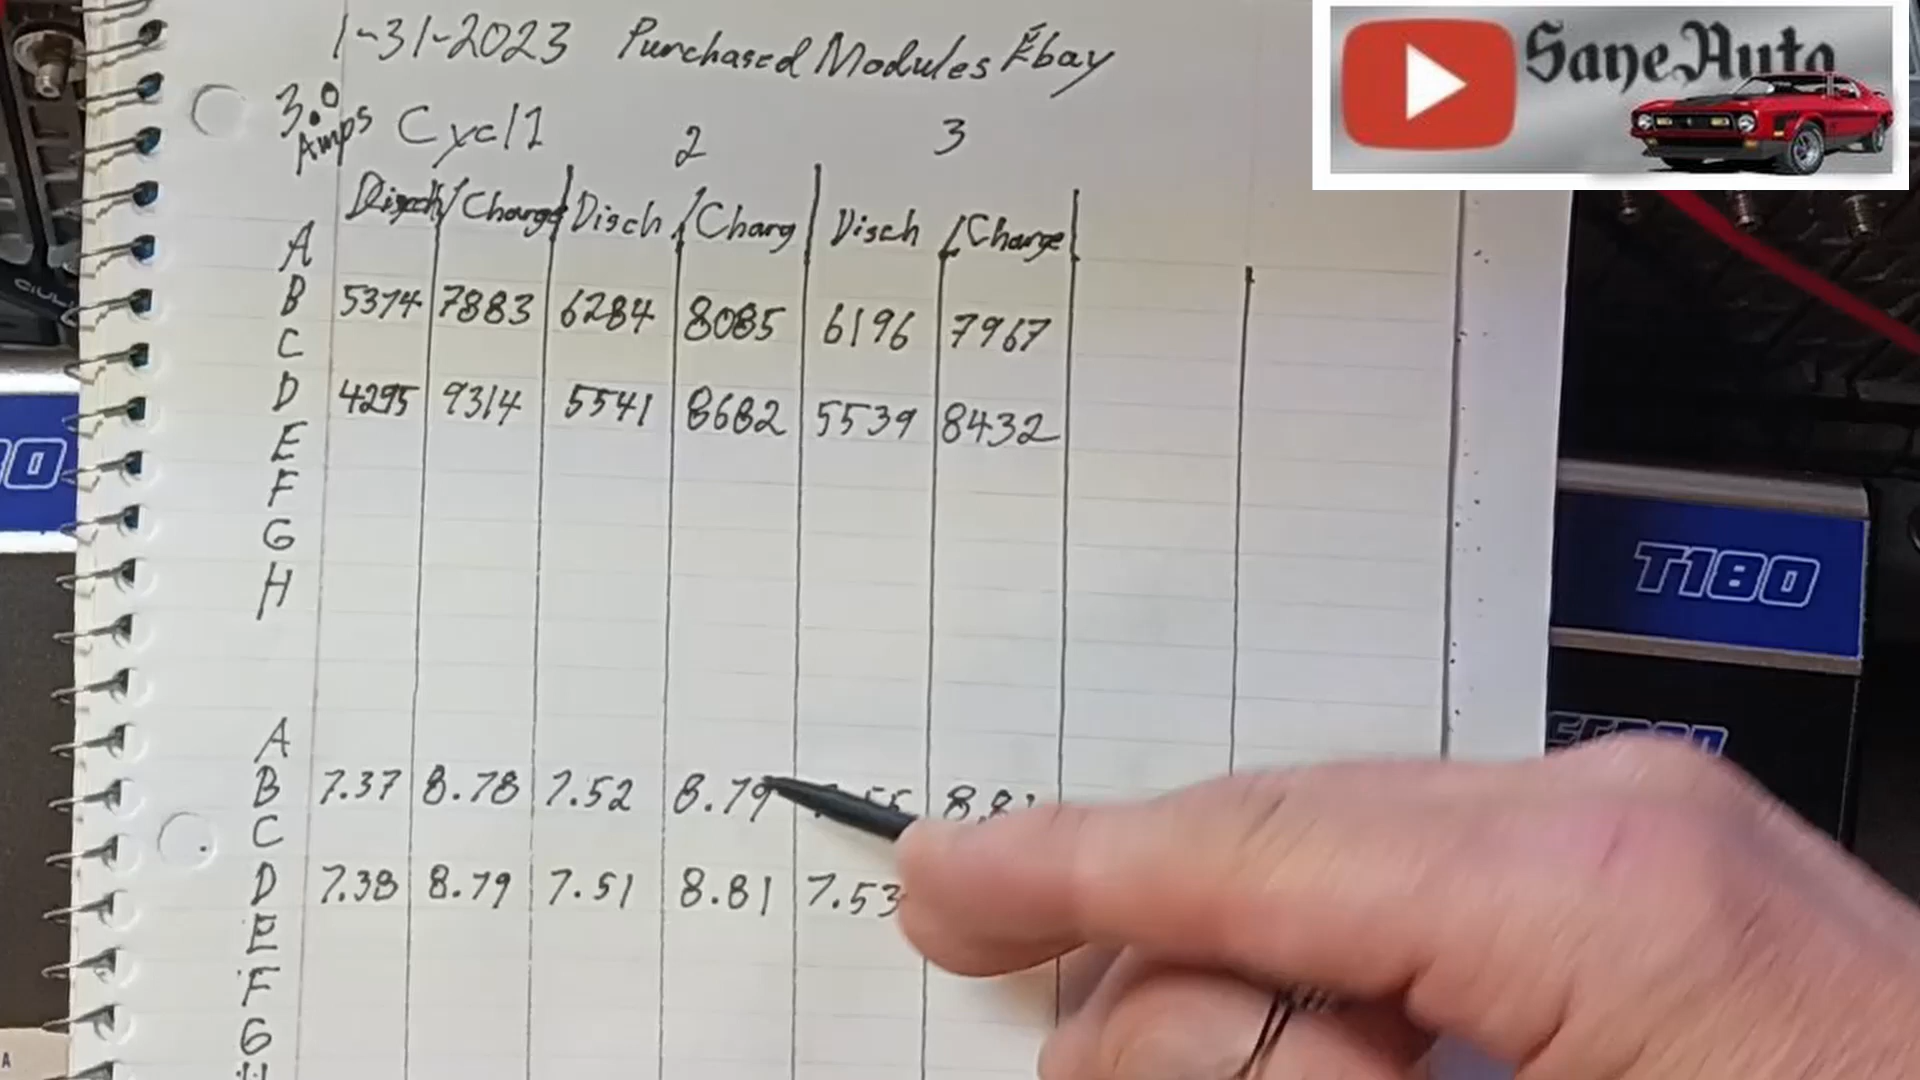 1-31-2023 Purchased Modules Ebay
SaneAuto
3.0 Amps Cycl1 2 3
Disch/Charge Disch/Charg Disch/Charge
A
B 5374 7883 6284 8085 6196 7967
C
D 4295 9314 5541 8682 5539 8432
E
F
G
H
A
B 7.37 8.78 7.52 8.79
C
D 7.38 8.79 7.51 8.81 7.53
E
F
G
T180
A